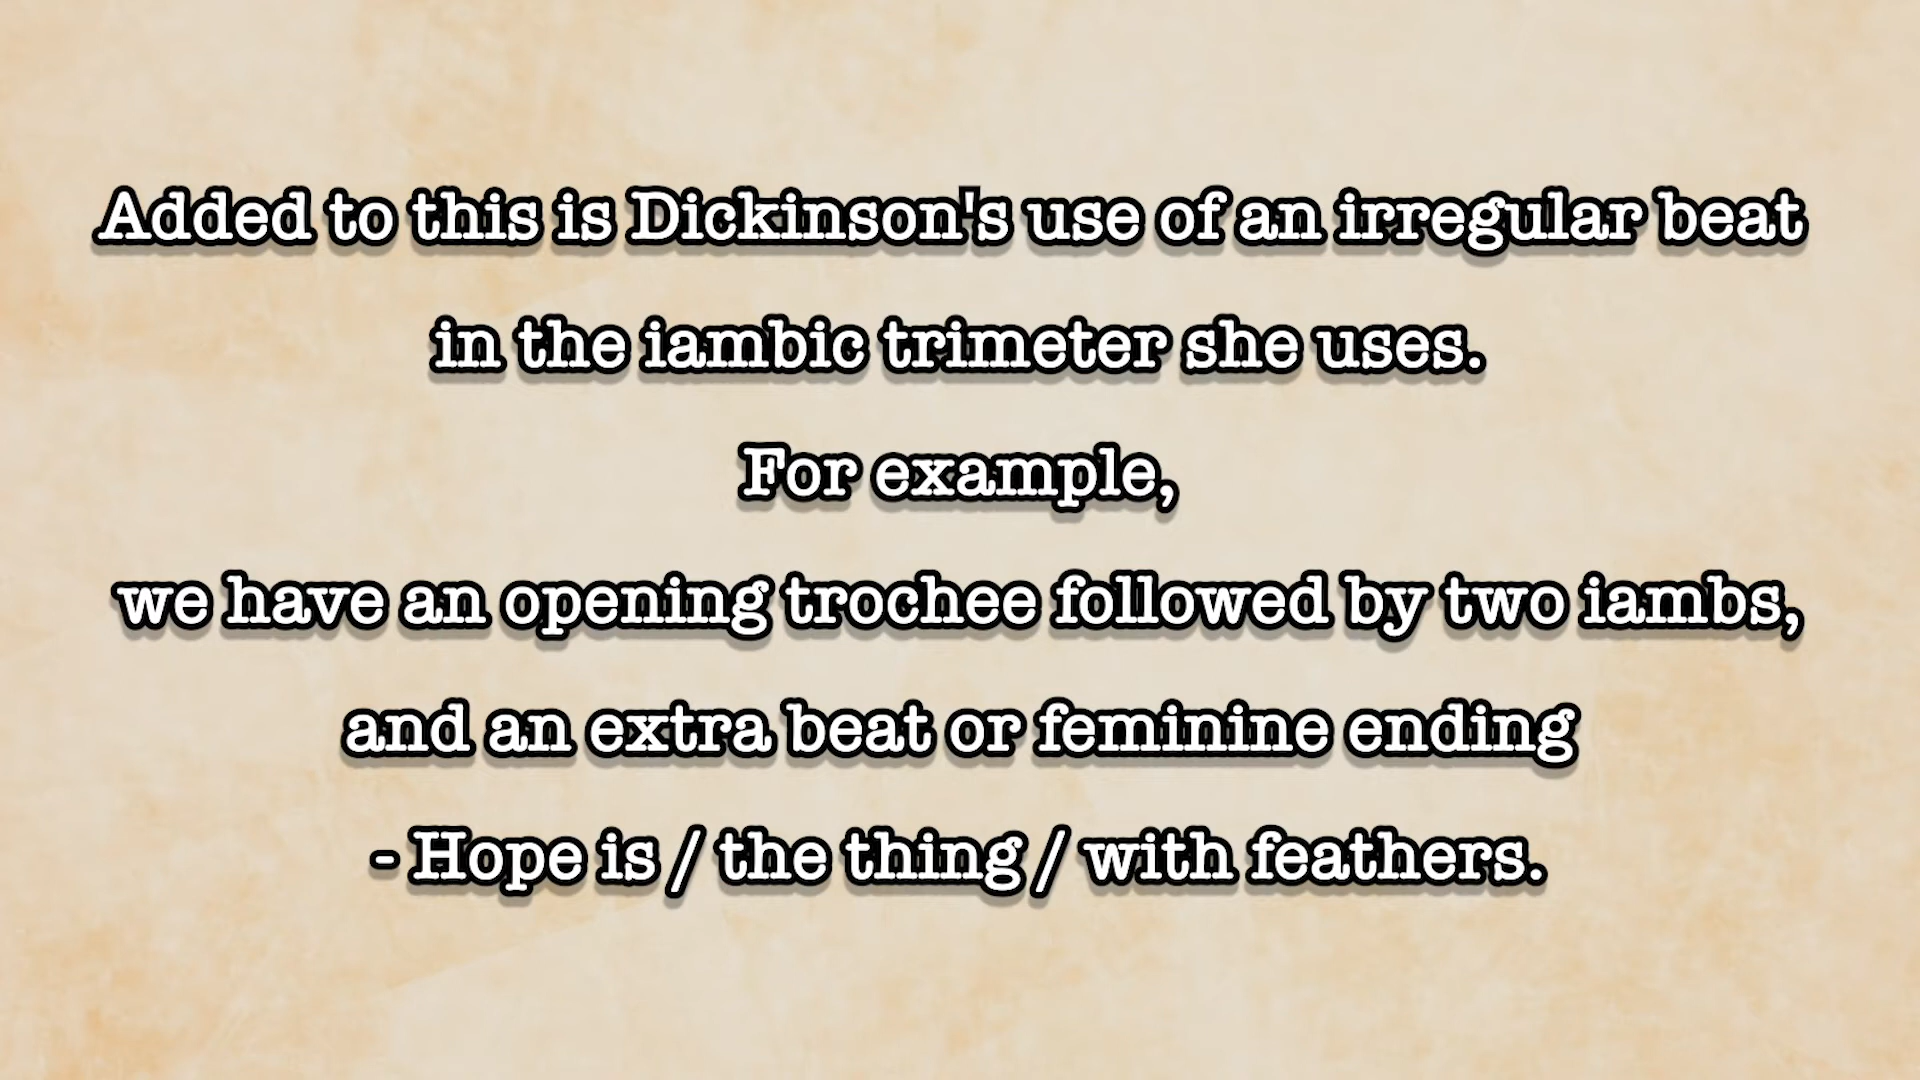 Added to this is Dickinson's use of an irregular beat
in the iambic trimeter she uses.
For example,
we have an opening trochee followed by two iambs,
and an extra beat or feminine ending
- Hope is / the thing / with feathers.